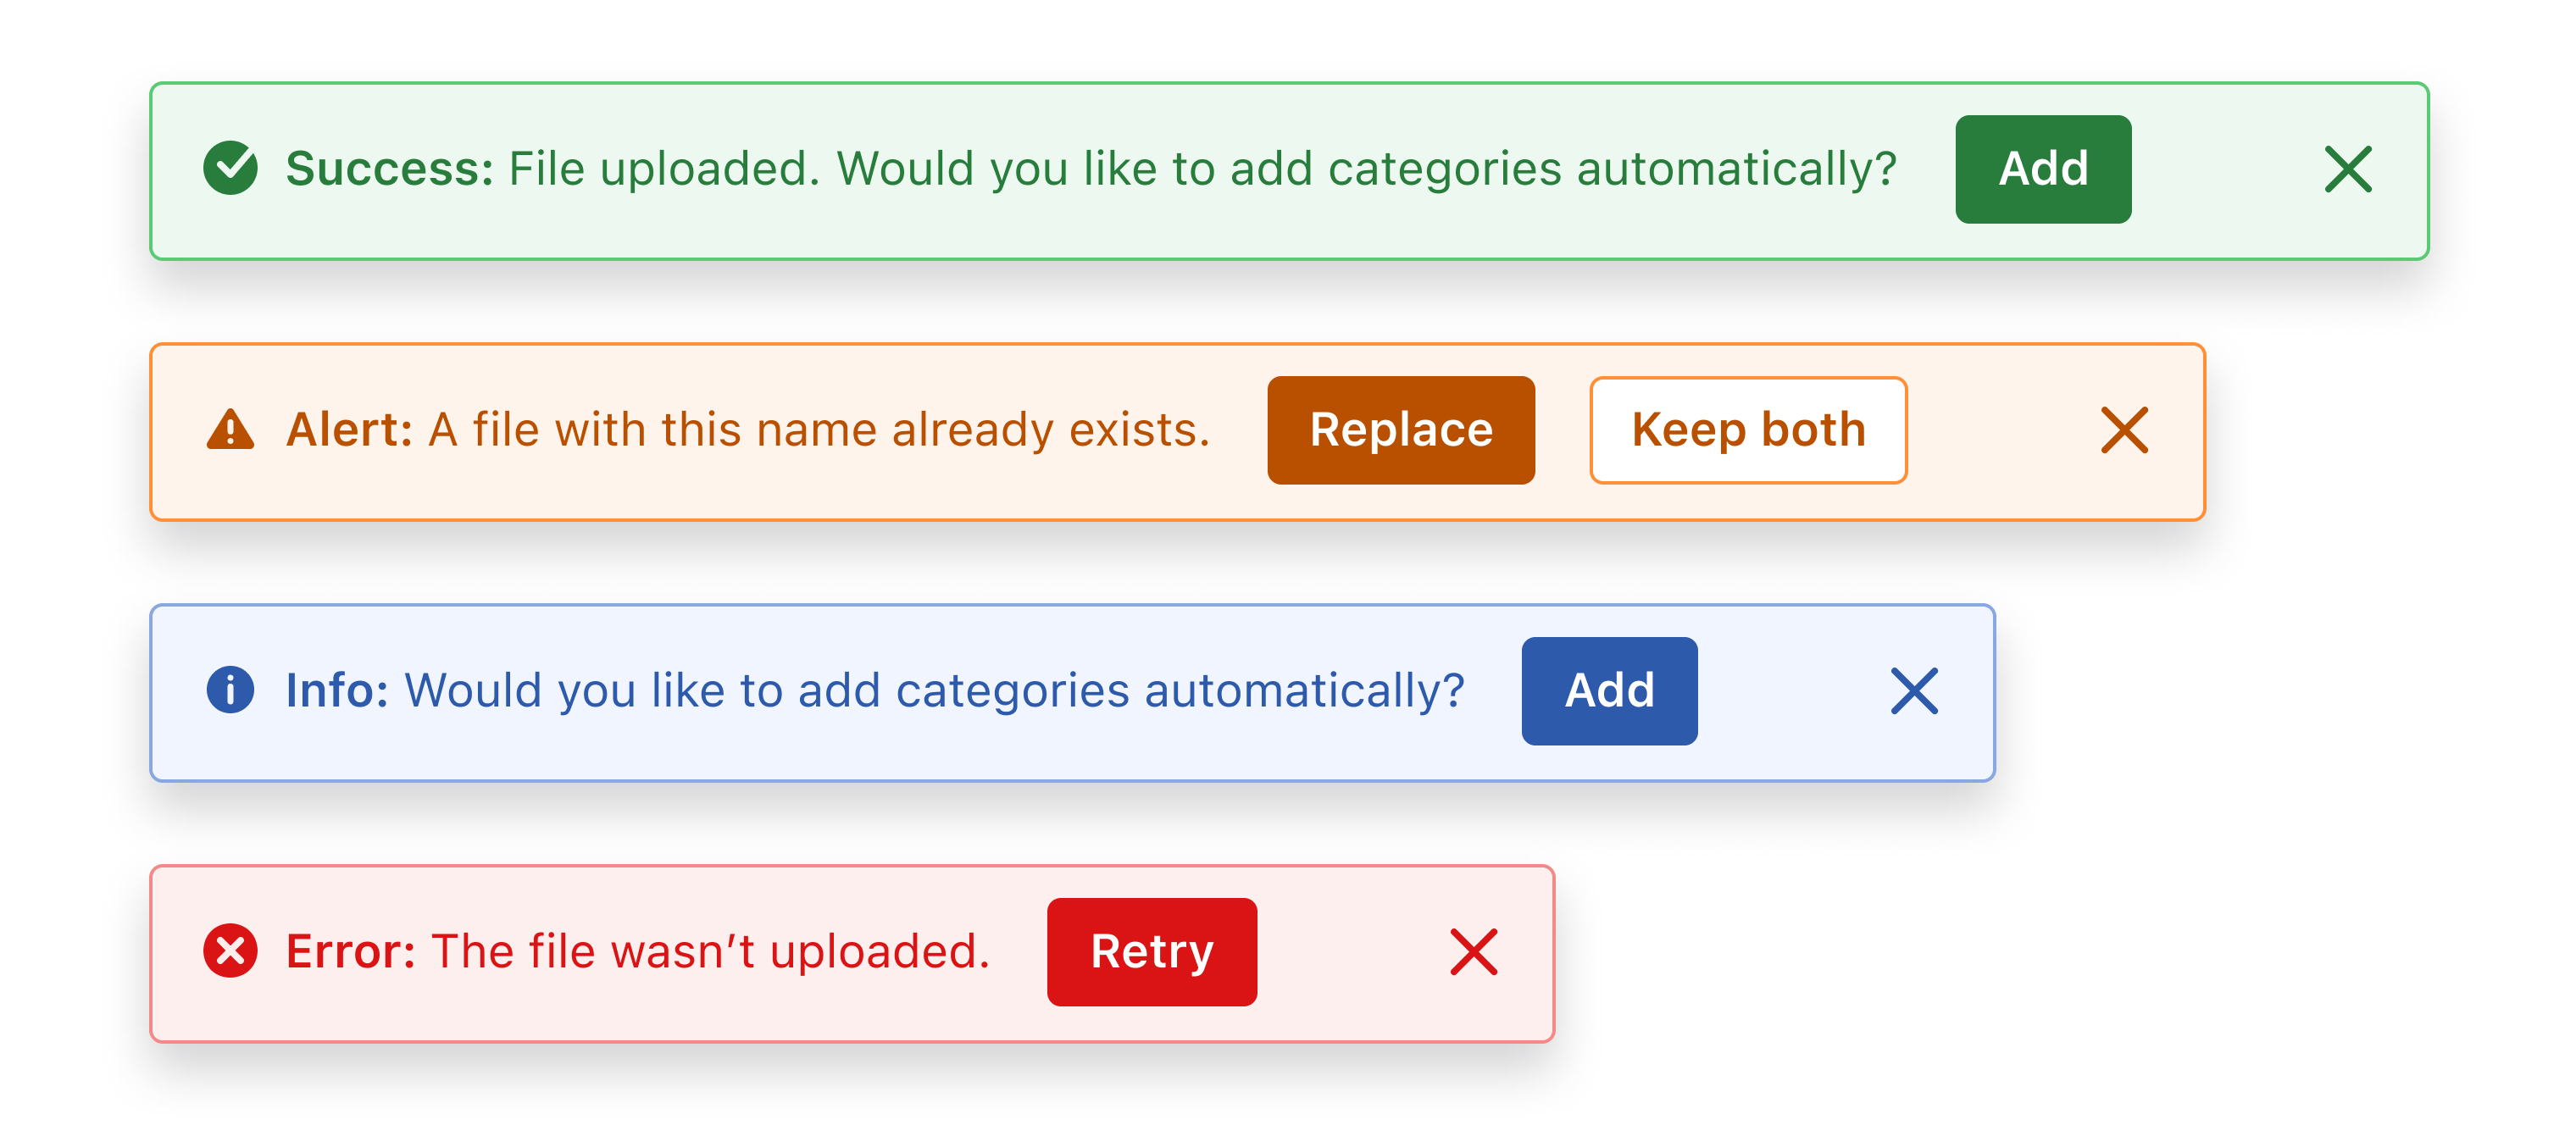 Success: File uploaded. Would you like to add categories automatically? Add
Alert: A file with this name already exists. Replace Keep both
Info: Would you like to add categories automatically? Add
Error: The file wasn’t uploaded. Retry